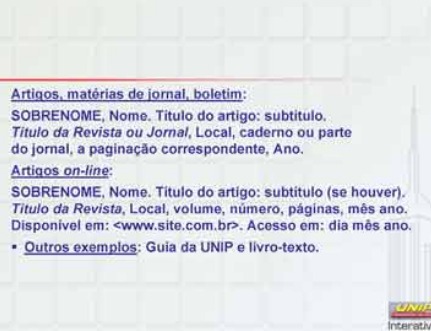 Artigos, matérias de jornal, boletim:
SOBRENOME, Nome. Título do artigo: subtítulo.
Título da Revista ou Jornal, Local, caderno ou parte
do jornal, a paginação correspondente, Ano.
Artigos on-line:
SOBRENOME, Nome. Título do artigo: subtítulo (se houver).
Título da Revista, Local, volume, número, páginas, mês ano.
Disponível em: <www.site.com.br>. Acesso em: dia mês ano.
▪ Outros exemplos: Guia da UNIP e livro-texto.